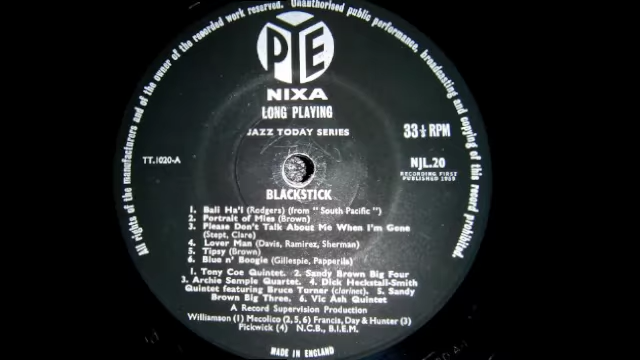 All rights of the manufacturers and of the owner of the recorded work reserved. Unauthorised public performance, broadcasting and copying of this record prohibited.
PYE
NIXA
LONG PLAYING
JAZZ TODAY SERIES
33⅓ RPM
TT.1020-A
NJL.20
RECORDING FIRST
PUBLISHED 1959
BLACKSTICK
1. Bali Ha'i (Rodgers) (from "South Pacific")
2. Portrait of Mies (Brown)
3. Please Don't Talk About Me When I'm Gone
(Stept, Clare)
4. Lover Man (Davis, Ramirez, Sherman)
5. Tipsy (Brown)
6. Blue n' Boogie (Gillespie, Papperila)
1. Tony Coe Quintet. 2. Sandy Brown Big Four
3. Archie Semple Quartet. 4. Dick Heckstall-Smith
Quintet featuring Bruce Turner (clarinet). 5. Sandy
Brown Big Three. 6. Vic Ash Quintet
A Record Supervision Production
Williamson (1) Mecolico (2,5,6) Francis, Day & Hunter (3)
Pickwick (4) N.C.B., B.I.E.M.
MADE IN ENGLAND